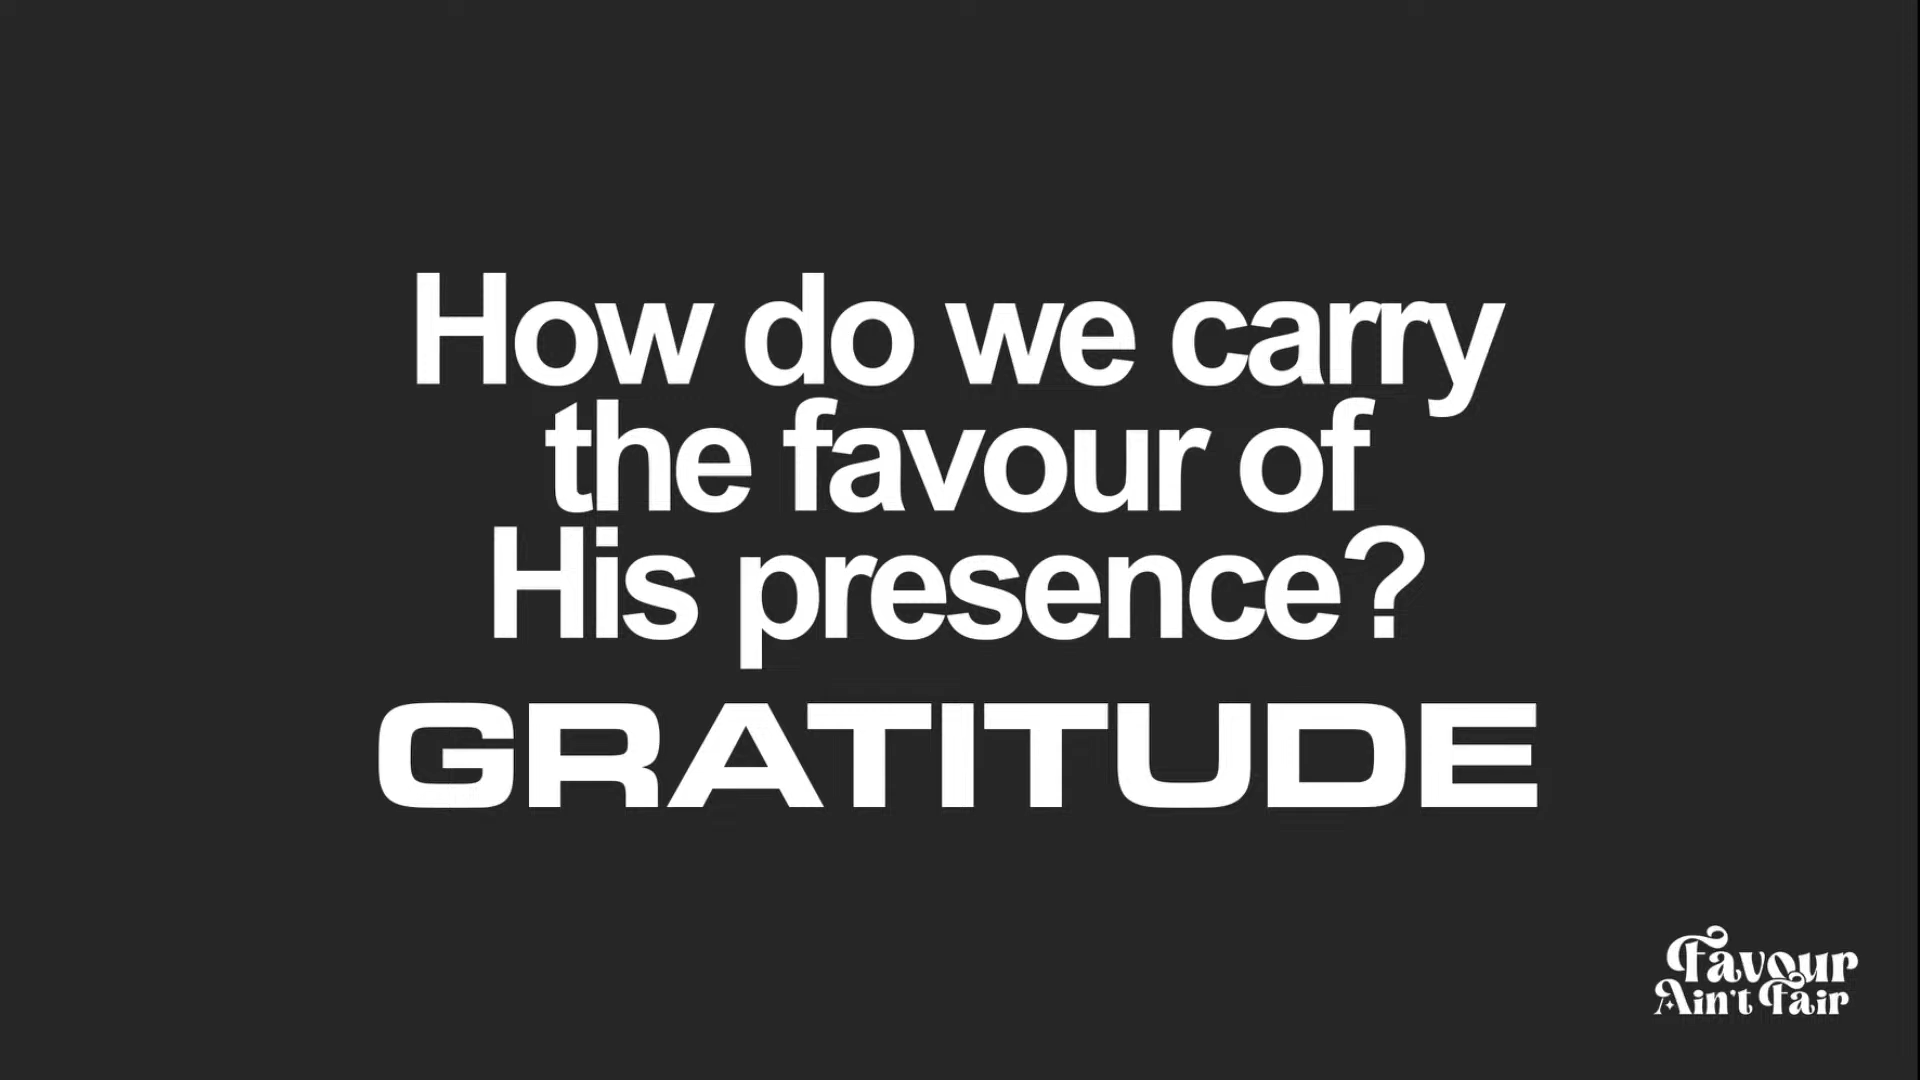 How do we carry
the favour of
His presence?
GRATITUDE
Favour
Ain't Fair